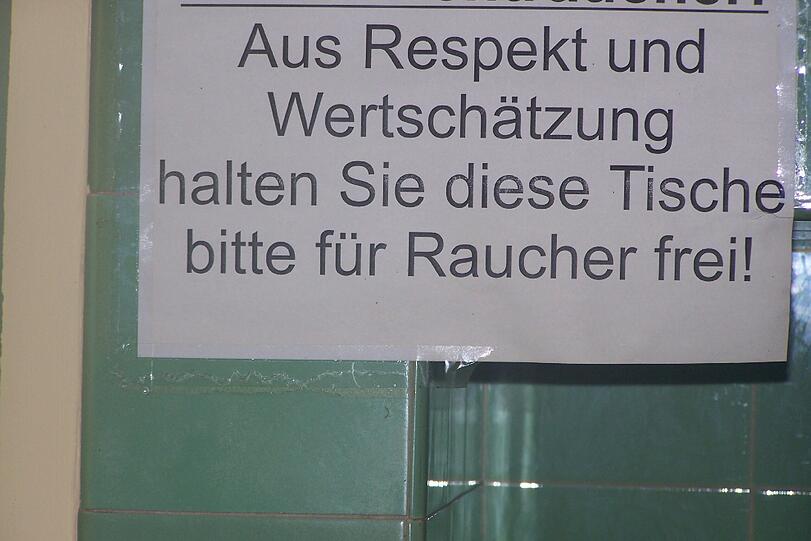 Aus Respekt und
Wertschätzung
halten Sie diese Tische
bitte für Raucher frei!